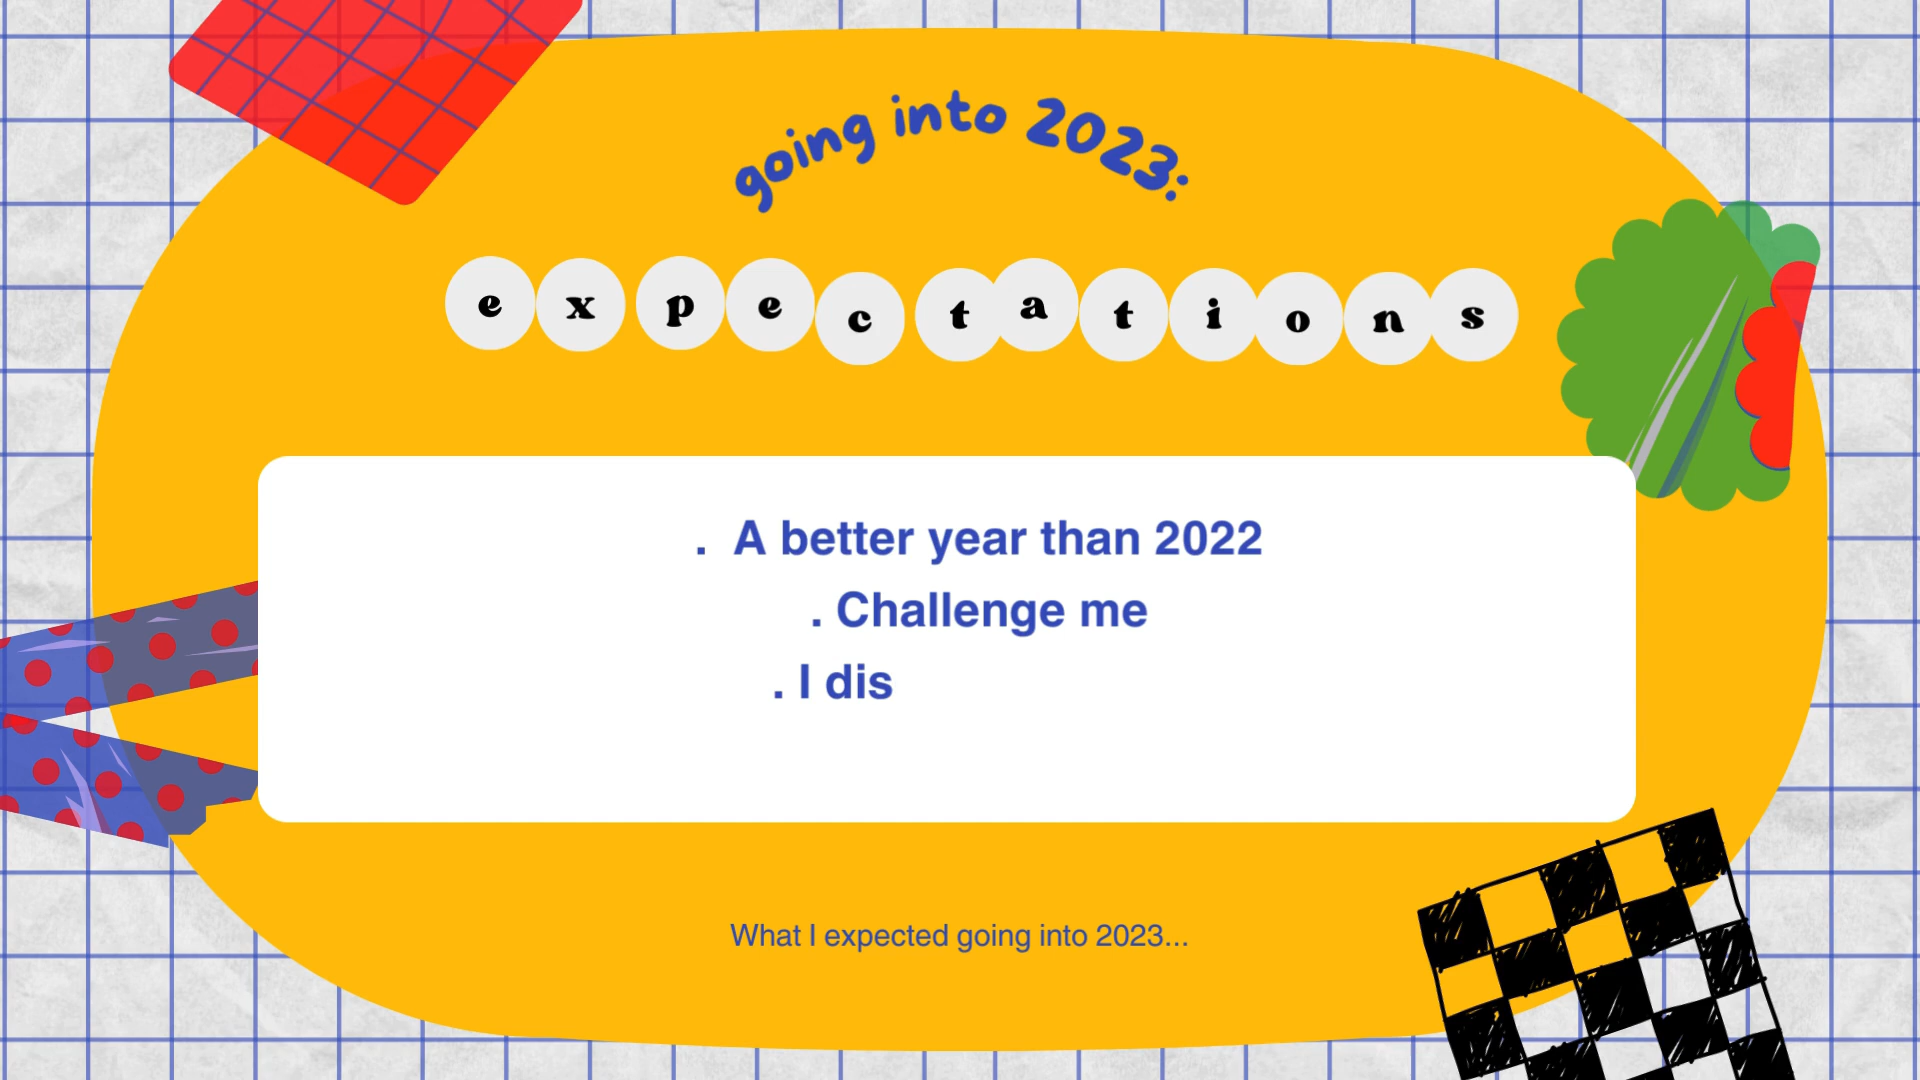 going into 2023:
expectations
. A better year than 2022
. Challenge me
. I dis
What I expected going into 2023...